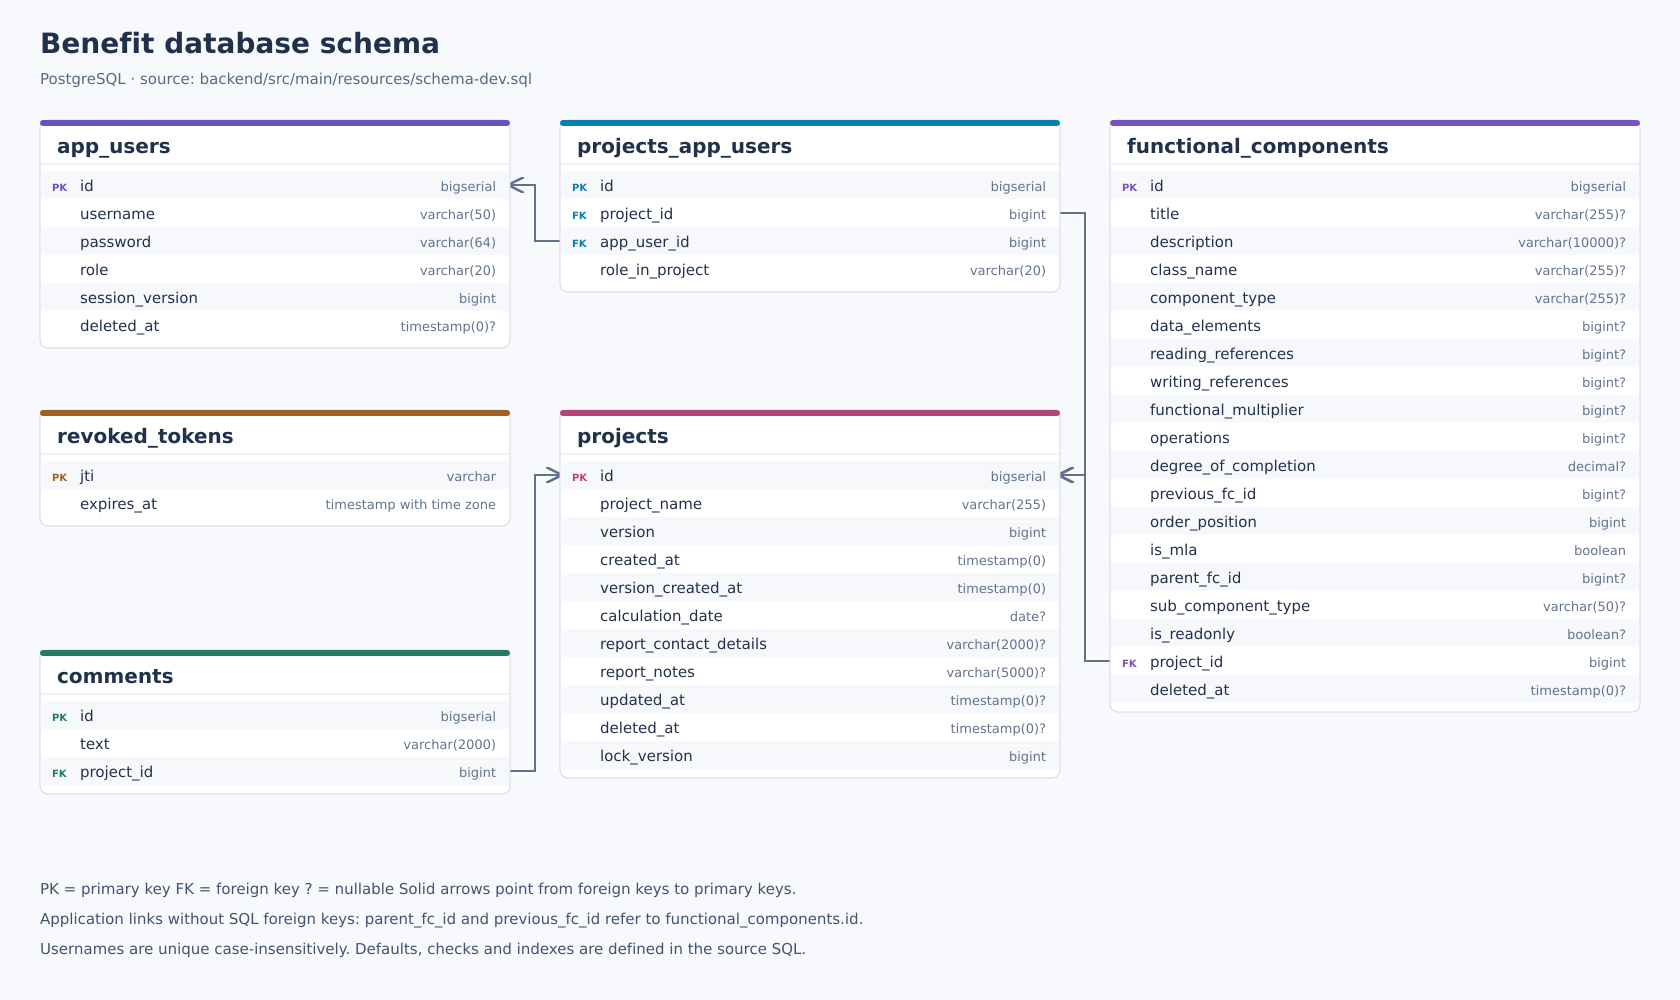 Benefit database schema
PostgreSQL · source: backend/src/main/resources/schema-dev.sql
app_users
PK id bigserial
username varchar(50)
password varchar(64)
role varchar(20)
session_version bigint
deleted_at timestamp(0)?
projects_app_users
PK id bigserial
FK project_id bigint
FK app_user_id bigint
role_in_project varchar(20)
functional_components
PK id bigserial
title varchar(255)?
description varchar(10000)?
class_name varchar(255)?
component_type varchar(255)?
data_elements bigint?
reading_references bigint?
writing_references bigint?
functional_multiplier bigint?
operations bigint?
degree_of_completion decimal?
previous_fc_id bigint?
order_position bigint
is_mla boolean
parent_fc_id bigint?
sub_component_type varchar(50)?
is_readonly boolean?
FK project_id bigint
deleted_at timestamp(0)?
revoked_tokens
PK jti varchar
expires_at timestamp with time zone
projects
PK id bigserial
project_name varchar(255)
version bigint
created_at timestamp(0)
version_created_at timestamp(0)
calculation_date date?
report_contact_details varchar(2000)?
report_notes varchar(5000)?
updated_at timestamp(0)?
deleted_at timestamp(0)?
lock_version bigint
comments
PK id bigserial
text varchar(2000)
FK project_id bigint
PK = primary key FK = foreign key ? = nullable Solid arrows point from foreign keys to primary keys.
Application links without SQL foreign keys: parent_fc_id and previous_fc_id refer to functional_components.id.
Usernames are unique case-insensitively. Defaults, checks and indexes are defined in the source SQL.